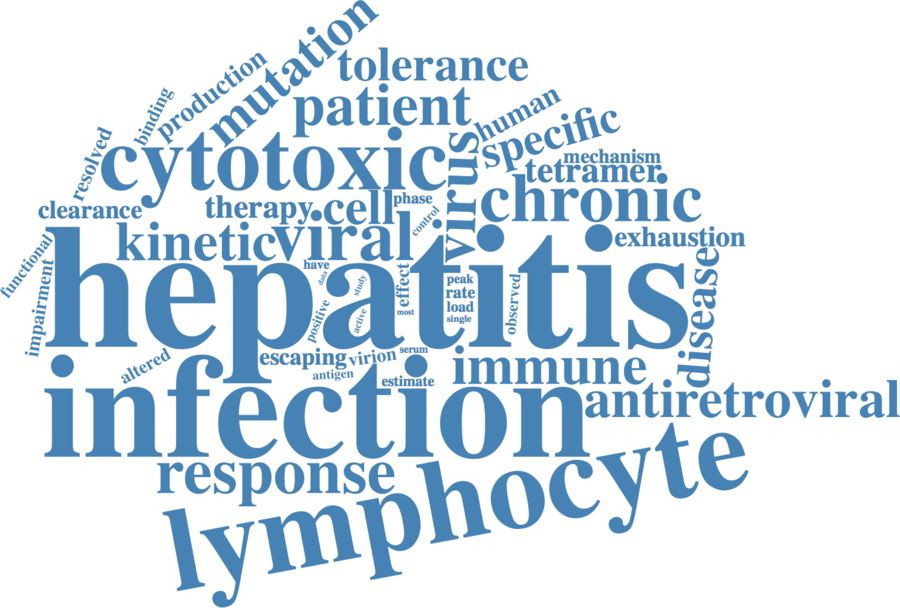 mutation
production
tolerance
binding
patient
human
specific
resolved
cytotoxic
virus
mechanism
tetramer
clearance
therapy
cell
phase
control
chronic
functional
kinetic
viral
exhaustion
impairment
hepatitis
have
data
study
effect
peak
rate
load
single
observed
disease
positive
active
most
altered
escaping
virion
serum
antigen
estimate
immune
infection
antiretroviral
response
lymphocyte